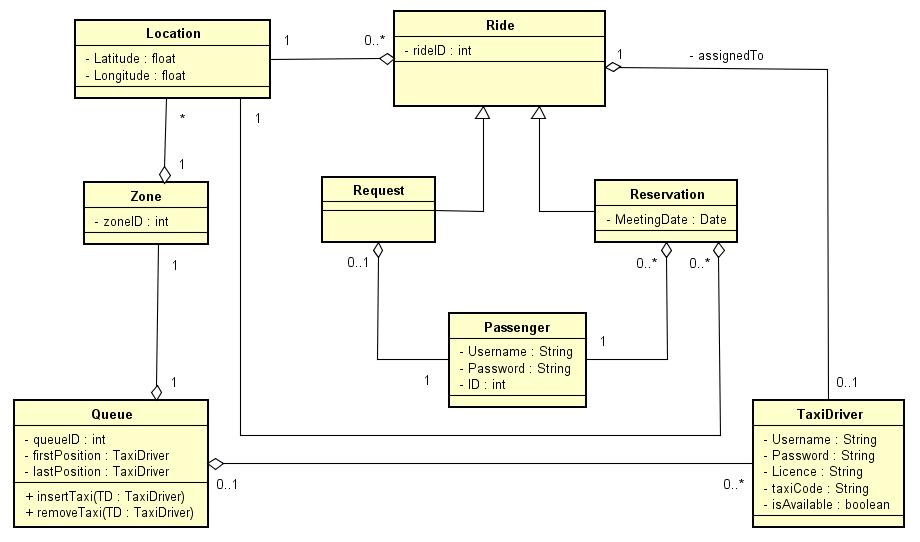 Location
- Latitude : float
- Longitude : float
1
0..*
Ride
- rideID : int
1
- assignedTo
*
1
1
Zone
- zoneID : int
Request
Reservation
- MeetingDate : Date
0..1
0..*
0..*
1
Passenger
- Username : String
- Password : String
- ID : int
1
1
1
0..1
Queue
- queueID : int
- firstPosition : TaxiDriver
- lastPosition : TaxiDriver
+ insertTaxi(TD : TaxiDriver)
+ removeTaxi(TD : TaxiDriver)
0..1
0..*
TaxiDriver
- Username : String
- Password : String
- Licence : String
- taxiCode : String
- isAvailable : boolean